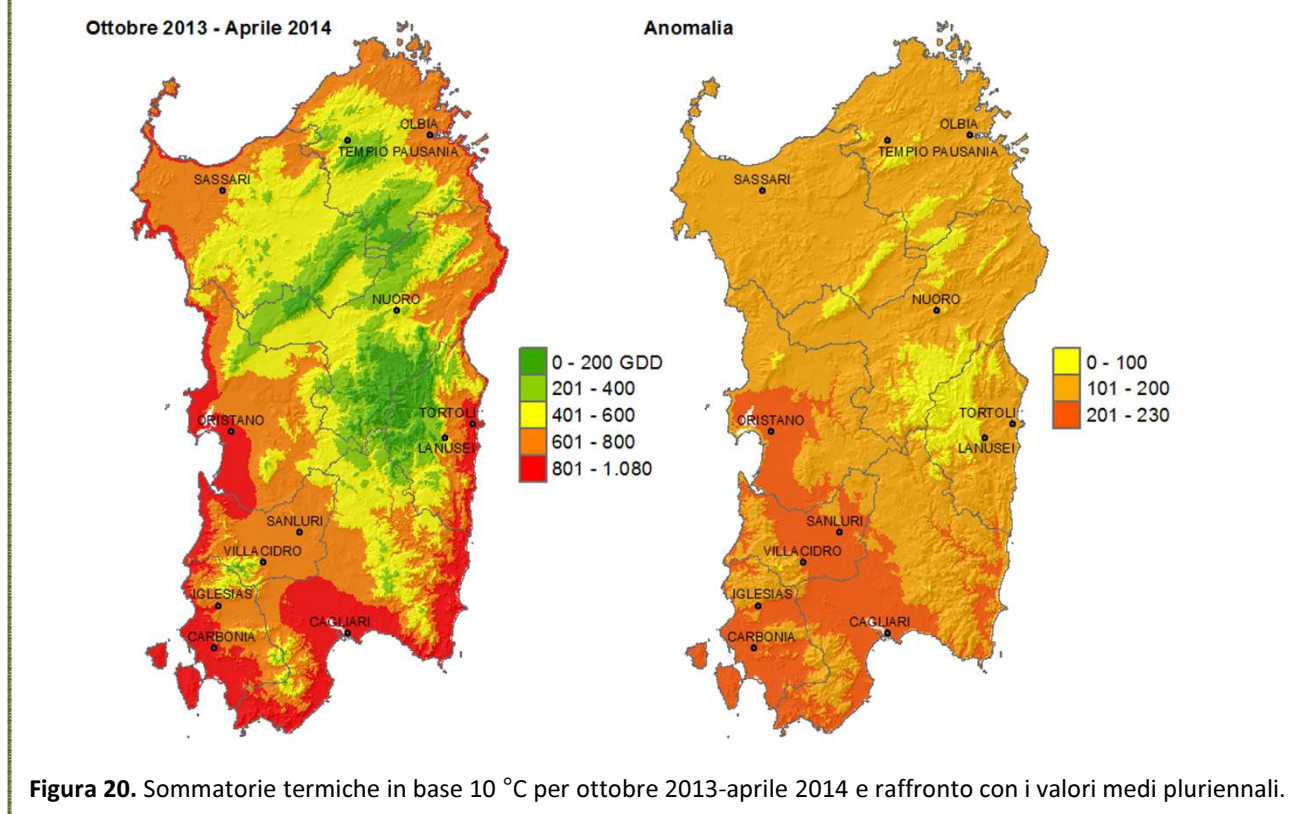 Ottobre 2013 - Aprile 2014
OLBIA
TEMPIO PAUSANIA
SASSARI
NUORO
ORISTANO
TORTOLI
LANUSEI
SANLURI
VILLACIDRO
IGLESIAS
CAGLIARI
CARBONIA
0 - 200 GDD
201 - 400
401 - 600
601 - 800
801 - 1.080
Anomalia
OLBIA
TEMPIO PAUSANIA
SASSARI
NUORO
ORISTANO
TORTOLI
LANUSEI
SANLURI
VILLACIDRO
IGLESIAS
CAGLIARI
CARBONIA
0 - 100
101 - 200
201 - 230
Figura 20. Sommatorie termiche in base 10 °C per ottobre 2013-aprile 2014 e raffronto con i valori medi pluriennali.